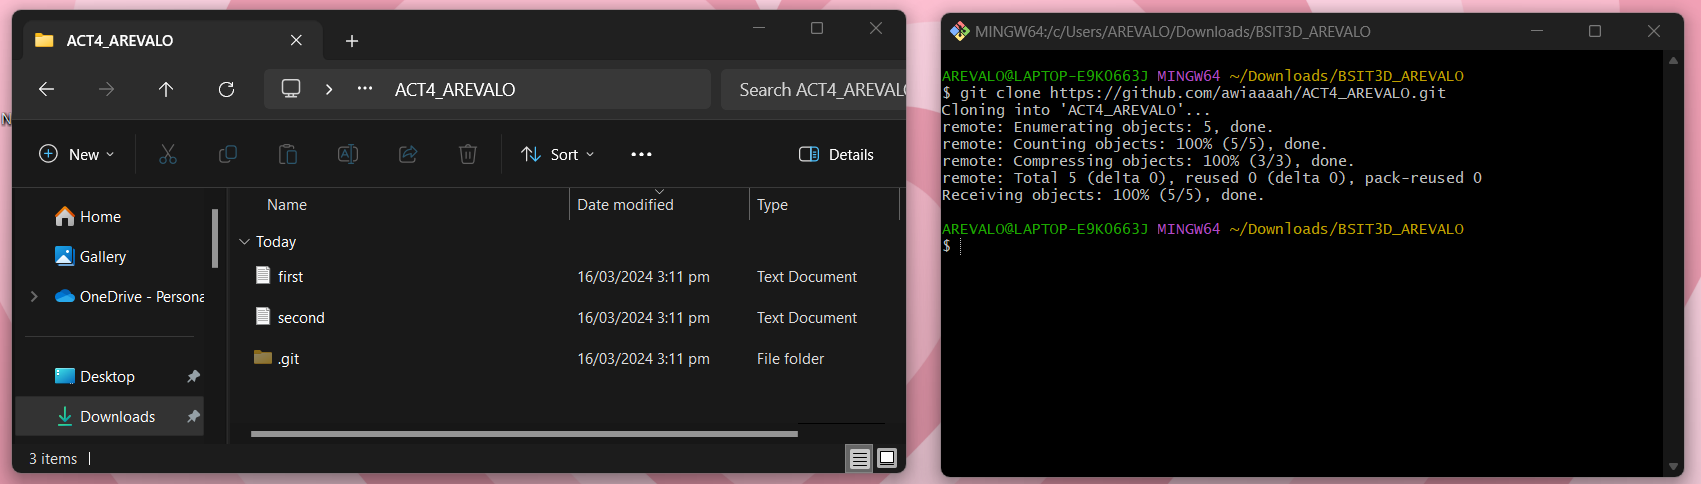 ACT4_AREVALO
ACT4_AREVALO
Search ACT4_AREVALO
New
Sort
Details
Home
Gallery
OneDrive - Persona
Desktop
Downloads
Name
Date modified
Type
Today
first 16/03/2024 3:11 pm Text Document
second 16/03/2024 3:11 pm Text Document
.git 16/03/2024 3:11 pm File folder
3 items
N
MINGW64:/c/Users/AREVALO/Downloads/BSIT3D_AREVALO
AREVALO@LAPTOP-E9KO663J MINGW64 ~/Downloads/BSIT3D_AREVALO
$ git clone https://github.com/awiaaaah/ACT4_AREVALO.git
Cloning into 'ACT4_AREVALO'...
remote: Enumerating objects: 5, done.
remote: Counting objects: 100% (5/5), done.
remote: Compressing objects: 100% (3/3), done.
remote: Total 5 (delta 0), reused 0 (delta 0), pack-reused 0
Receiving objects: 100% (5/5), done.
AREVALO@LAPTOP-E9KO663J MINGW64 ~/Downloads/BSIT3D_AREVALO
$